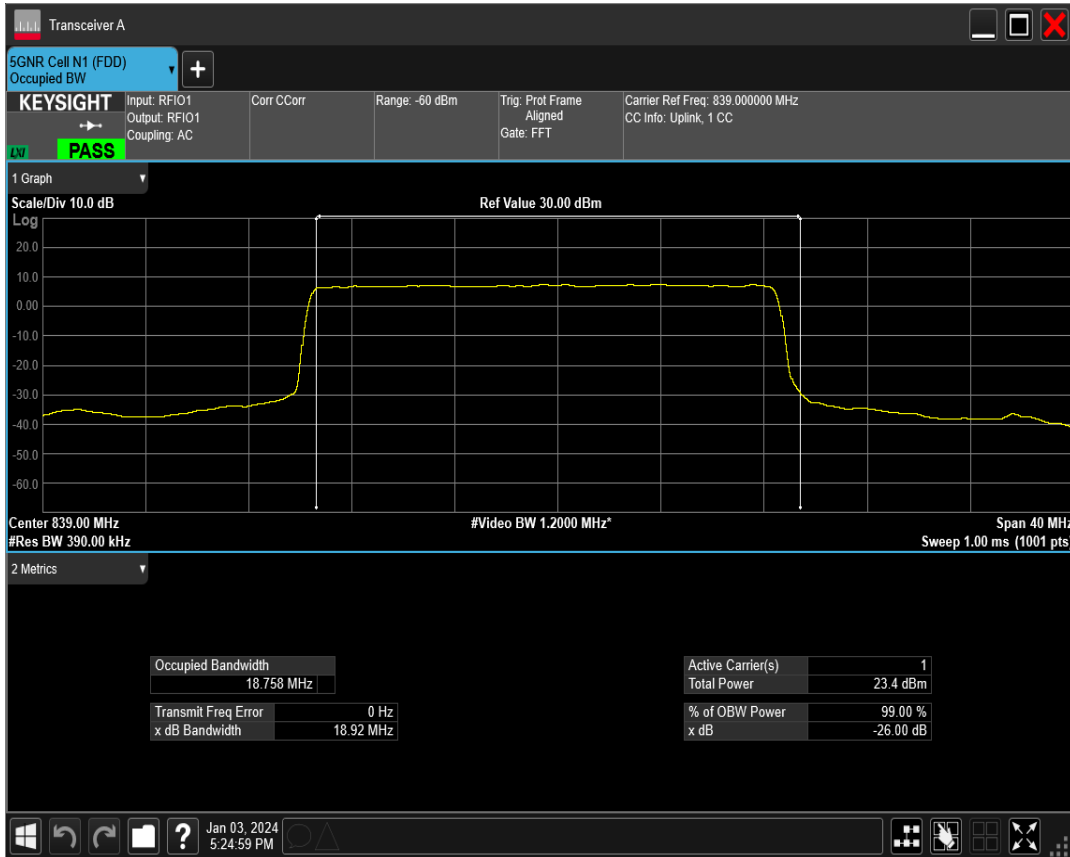 Transceiver A
5GNR Cell N1 (FDD)
Occupied BW
+
KEYSIGHT
LXI
PASS
Input: RFIO1
Output: RFIO1
Coupling: AC
Corr CCorr
Range: -60 dBm
Trig: Prot Frame
Aligned
Gate: FFT
Carrier Ref Freq: 839.000000 MHz
CC Info: Uplink, 1 CC
1 Graph
Scale/Div 10.0 dB
Ref Value 30.00 dBm
Log
20.0
10.0
0.00
-10.0
-20.0
-30.0
-40.0
-50.0
-60.0
Center 839.00 MHz
#Video BW 1.2000 MHz*
Span 40 MHz
#Res BW 390.00 kHz
Sweep 1.00 ms (1001 pts
2 Metrics
Occupied Bandwidth
18.758 MHz
Transmit Freq Error 0 Hz
x dB Bandwidth 18.92 MHz
Active Carrier(s) 1
Total Power 23.4 dBm
% of OBW Power 99.00 %
x dB -26.00 dB
?
Jan 03, 2024
5:24:59 PM